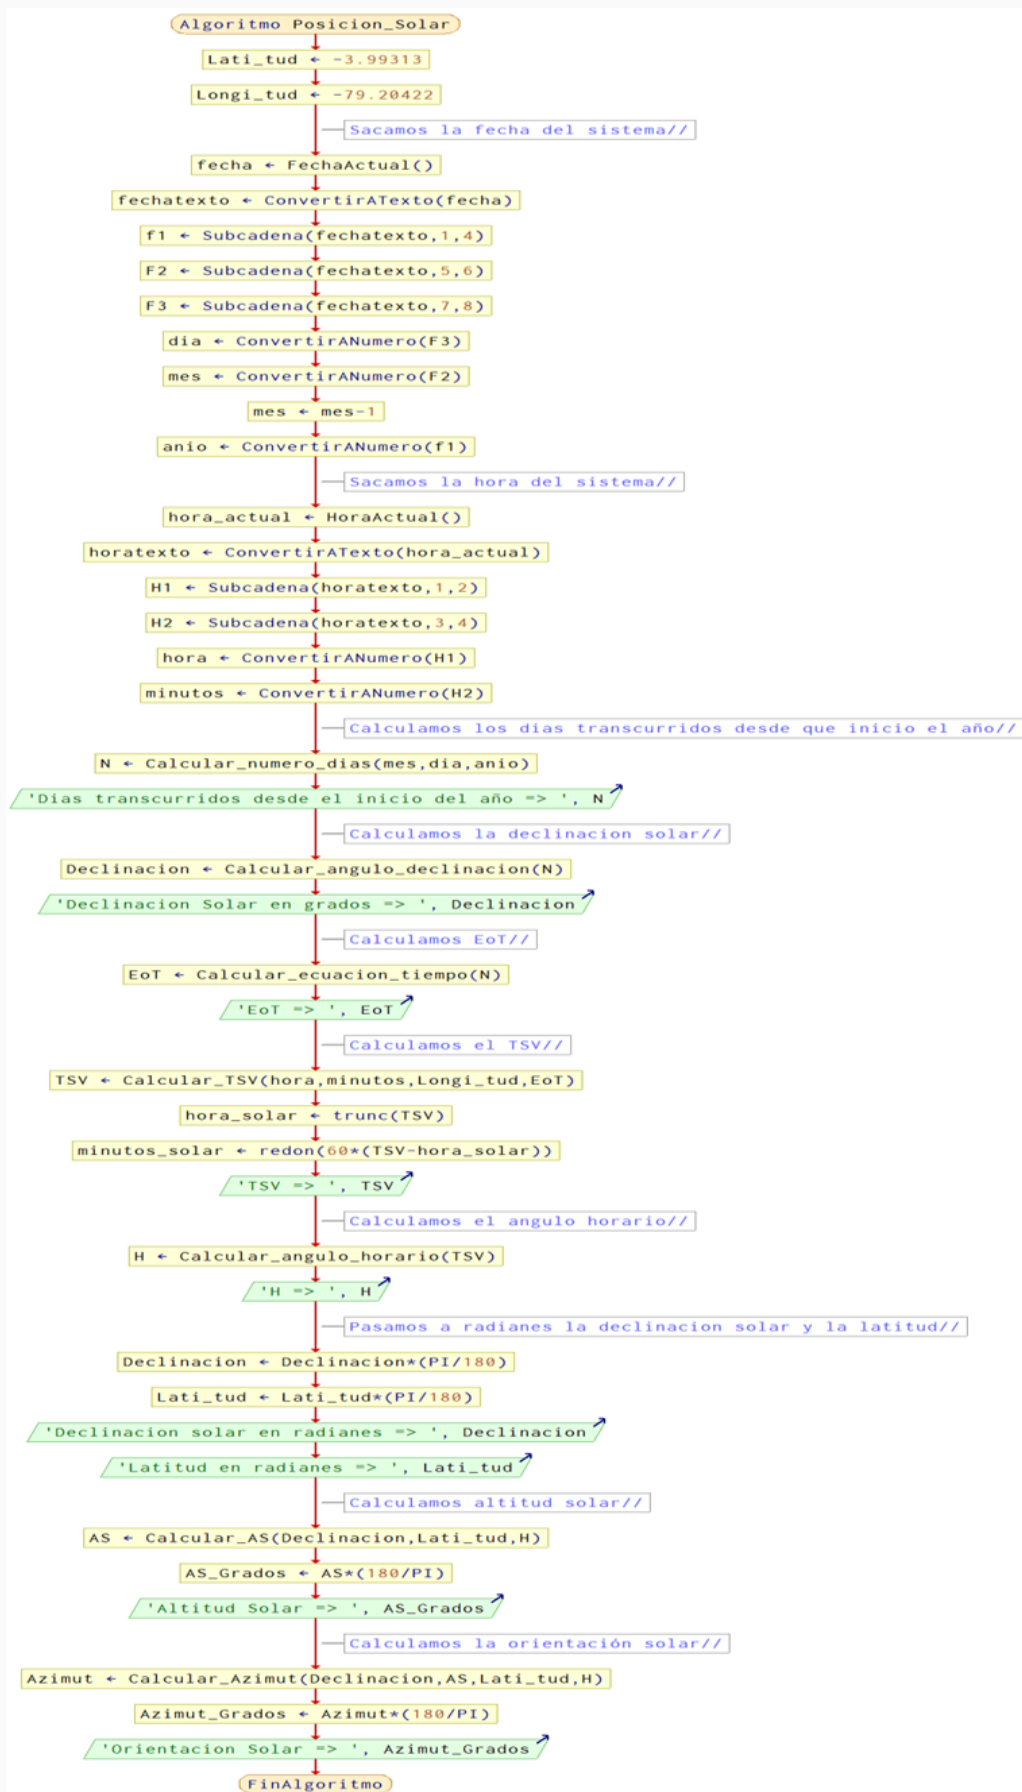 Algoritmo Posicion_Solar
Lati_tud ← -3.99313
Longi_tud ← -79.20422
Sacamos la fecha del sistema//
fecha ← FechaActual()
fechatexto ← ConvertirATexto(fecha)
f1 ← Subcadena(fechatexto,1,4)
F2 ← Subcadena(fechatexto,5,6)
F3 ← Subcadena(fechatexto,7,8)
dia ← ConvertirANumero(F3)
mes ← ConvertirANumero(F2)
mes ← mes-1
anio ← ConvertirANumero(f1)
Sacamos la hora del sistema//
hora_actual ← HoraActual()
horatexto ← ConvertirATexto(hora_actual)
H1 ← Subcadena(horatexto,1,2)
H2 ← Subcadena(horatexto,3,4)
hora ← ConvertirANumero(H1)
minutos ← ConvertirANumero(H2)
Calculamos los dias transcurridos desde que inicio el año//
N ← Calcular_numero_dias(mes,dia,anio)
'Dias transcurridos desde el inicio del año => ', N
Calculamos la declinacion solar//
Declinacion ← Calcular_angulo_declinacion(N)
'Declinacion Solar en grados => ', Declinacion
Calculamos EoT//
EoT ← Calcular_ecuacion_tiempo(N)
'EoT => ', EoT
Calculamos el TSV//
TSV ← Calcular_TSV(hora,minutos,Longi_tud,EoT)
hora_solar ← trunc(TSV)
minutos_solar ← redon(60*(TSV-hora_solar))
'TSV => ', TSV
Calculamos el angulo horario//
H ← Calcular_angulo_horario(TSV)
'H => ', H
Pasamos a radianes la declinacion solar y la latitud//
Declinacion ← Declinacion*(PI/180)
Lati_tud ← Lati_tud*(PI/180)
'Declinacion solar en radianes => ', Declinacion
'Latitud en radianes => ', Lati_tud
Calculamos altitud solar//
AS ← Calcular_AS(Declinacion,Lati_tud,H)
AS_Grados ← AS*(180/PI)
'Altitud Solar => ', AS_Grados
Calculamos la orientación solar//
Azimut ← Calcular_Azimut(Declinacion,AS,Lati_tud,H)
Azimut_Grados ← Azimut*(180/PI)
'Orientacion Solar => ', Azimut_Grados
FinAlgoritmo